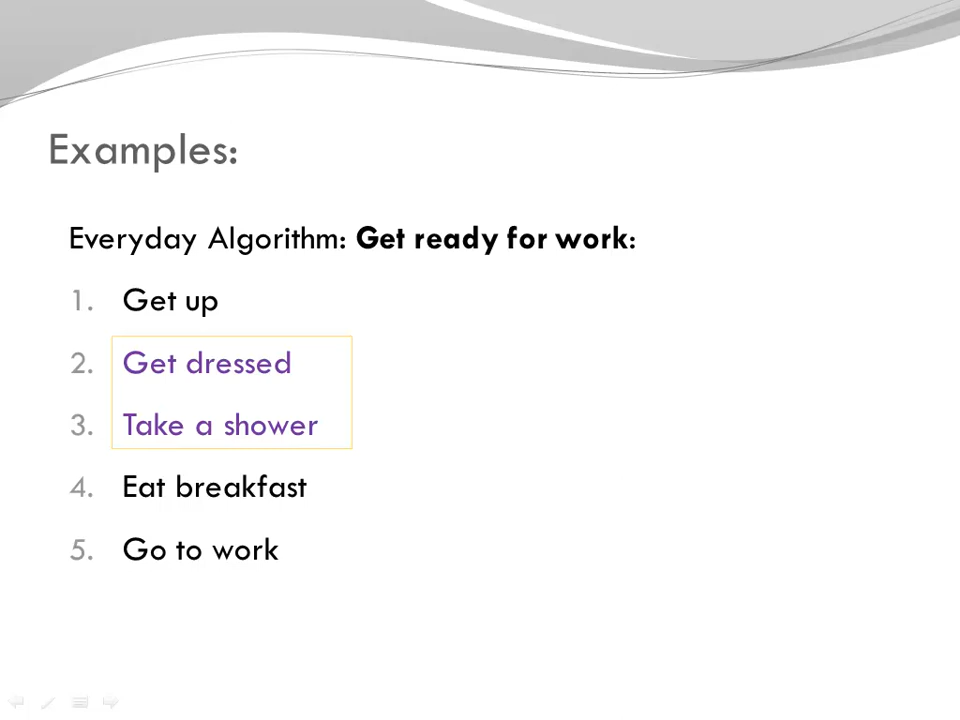 Examples:
Everyday Algorithm: Get ready for work:
1. Get up
2. Get dressed
3. Take a shower
4. Eat breakfast
5. Go to work